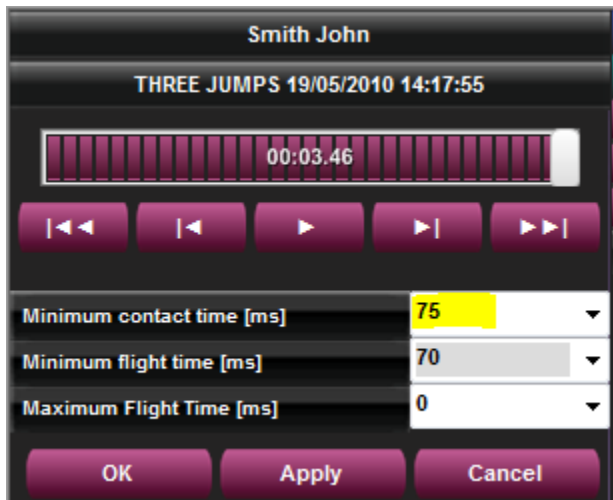 Smith John
THREE JUMPS 19/05/2010 14:17:55
00:03.46
Minimum contact time [ms] 75
Minimum flight time [ms] 70
Maximum Flight Time [ms] 0
OK Apply Cancel